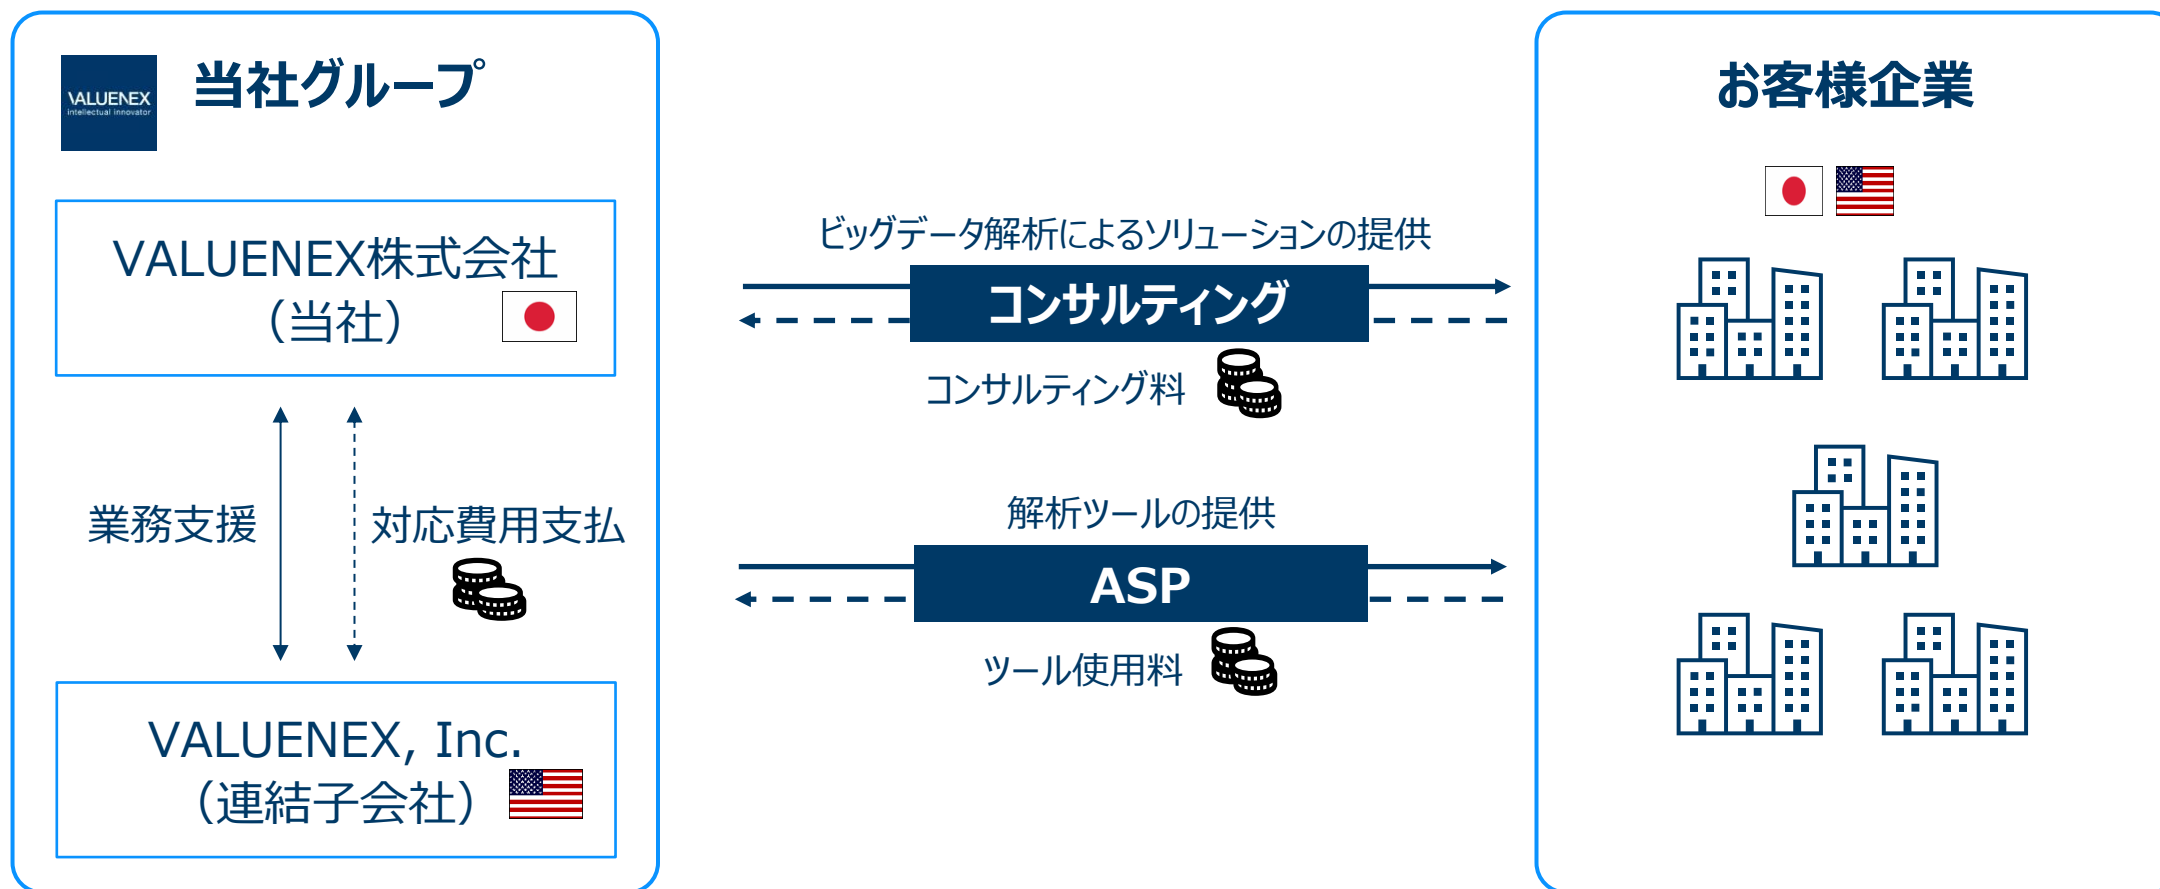 VALUENEX
intellectual innovator
当社グループ
VALUENEX株式会社
（当社）
業務支援
対応費用支払
VALUENEX, Inc.
（連結子会社）
ビッグデータ解析によるソリューションの提供
コンサルティング
コンサルティング料
解析ツールの提供
ASP
ツール使用料
お客様企業